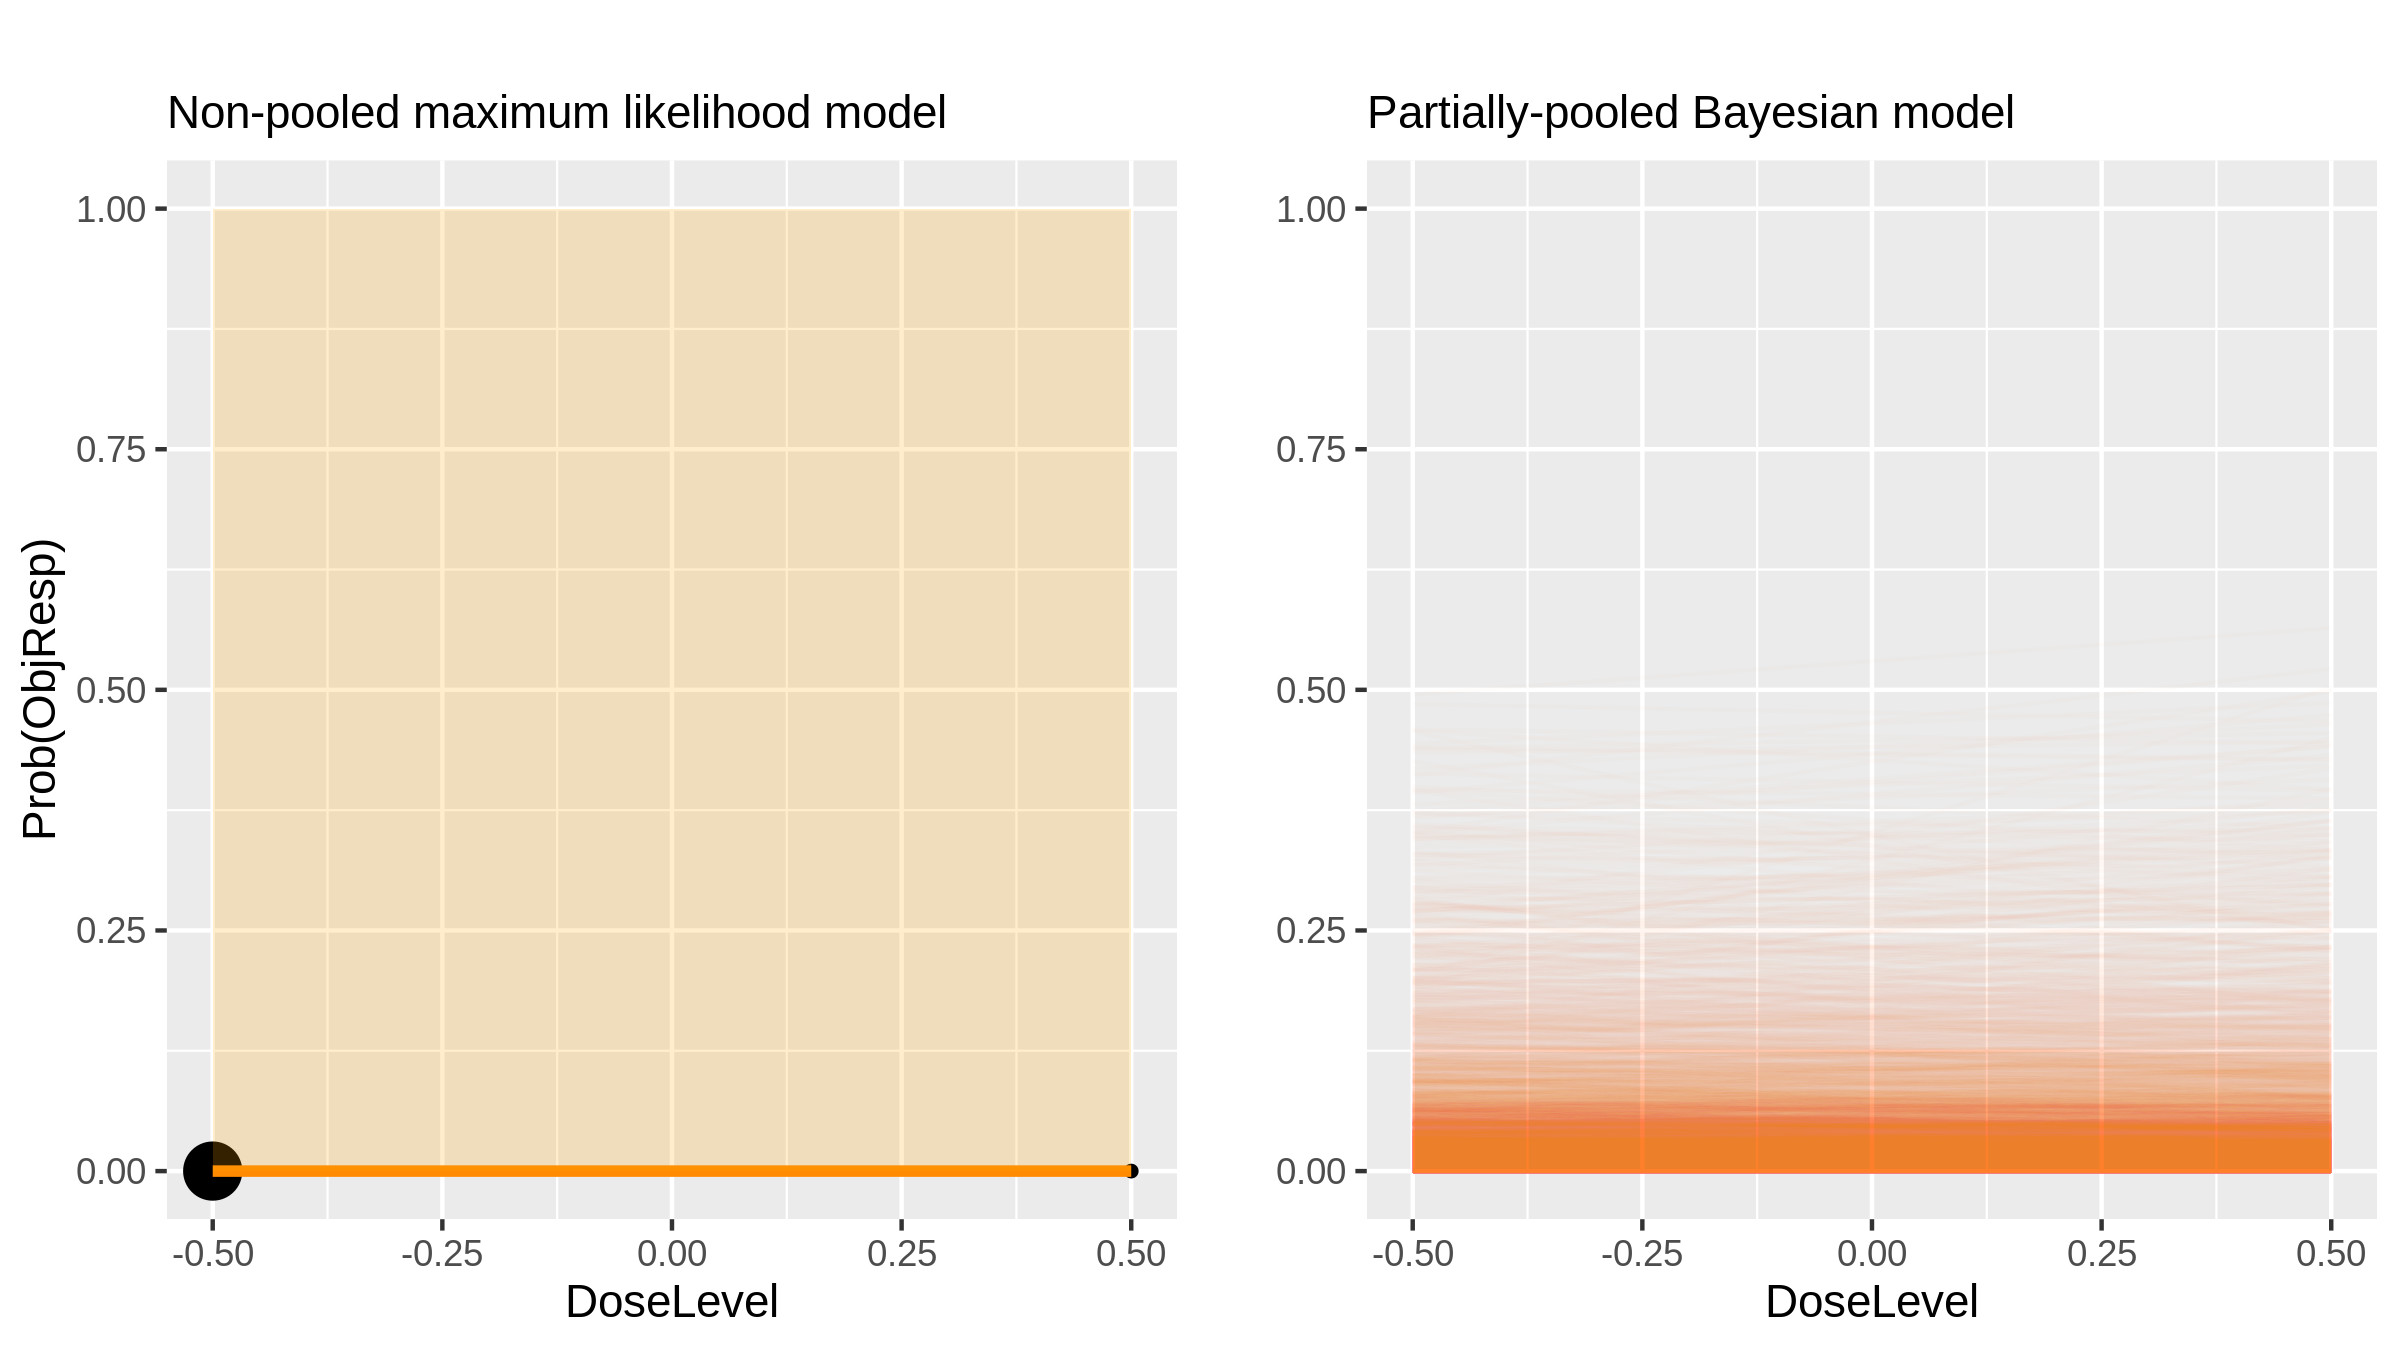 Non-pooled maximum likelihood model
Prob(ObjResp)
1.00
0.75
0.50
0.25
0.00
-0.50 -0.25 0.00 0.25 0.50
DoseLevel
Partially-pooled Bayesian model
1.00
0.75
0.50
0.25
0.00
-0.50 -0.25 0.00 0.25 0.50
DoseLevel